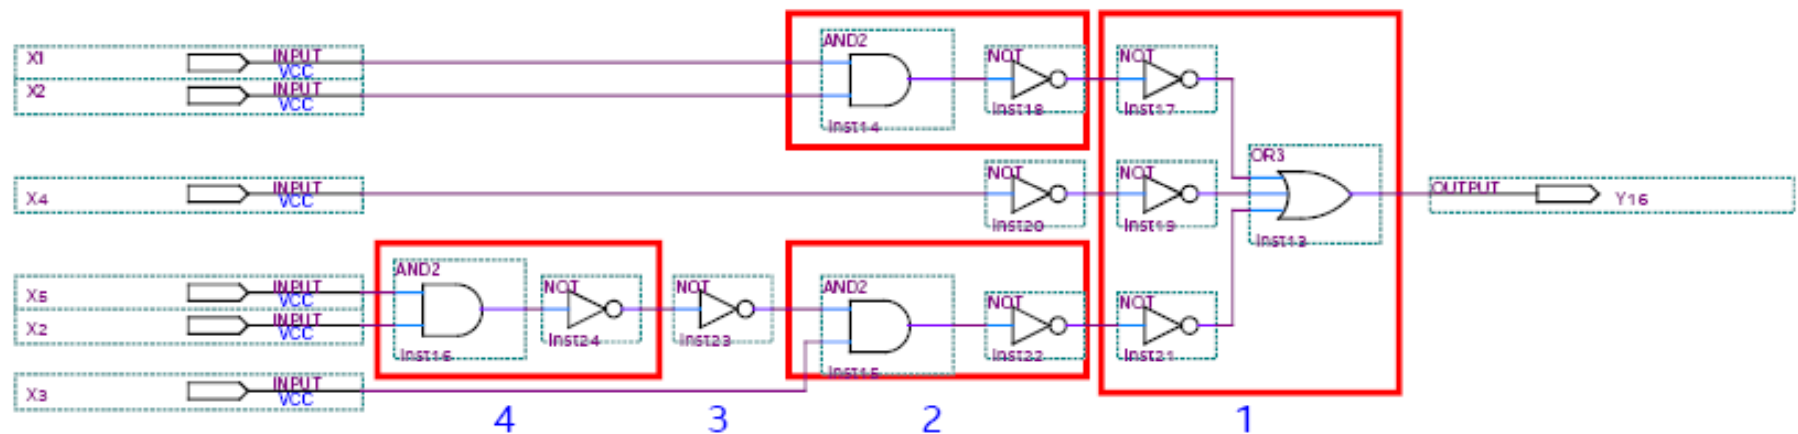 X1 INPUT VCC
X2 INPUT VCC
AND2 inst14
NOT inst18
NOT inst17
X4 INPUT VCC
NOT inst20
NOT inst19
OR3 inst13
OUTPUT Y16
X5 INPUT VCC
X2 INPUT VCC
AND2 inst16
NOT inst24
NOT inst23
AND2 inst15
NOT inst22
NOT inst21
X3 INPUT VCC
4 3 2 1